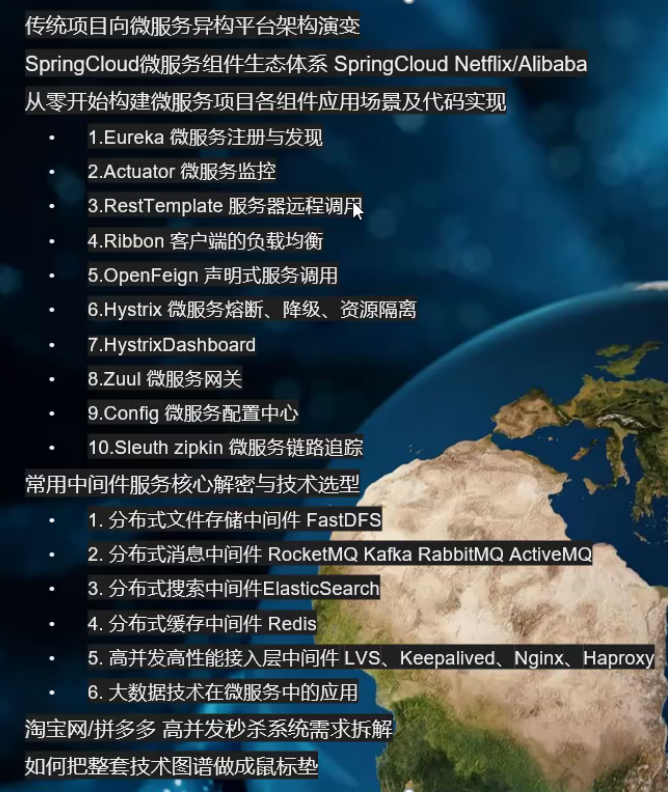 传统项目向微服务异构平台架构演变
SpringCloud微服务组件生态体系 SpringCloud Netflix/Alibaba
从零开始构建微服务项目各组件应用场景及代码实现
• 1.Eureka 微服务注册与发现
• 2.Actuator 微服务监控
• 3.RestTemplate 服务器远程调用
• 4.Ribbon 客户端的负载均衡
• 5.OpenFeign 声明式服务调用
• 6.Hystrix 微服务熔断、降级、资源隔离
• 7.HystrixDashboard
• 8.Zuul 微服务网关
• 9.Config 微服务配置中心
• 10.Sleuth zipkin 微服务链路追踪
常用中间件服务核心解密与技术选型
• 1. 分布式文件存储中间件 FastDFS
• 2. 分布式消息中间件 RocketMQ Kafka RabbitMQ ActiveMQ
• 3. 分布式搜索中间件ElasticSearch
• 4. 分布式缓存中间件 Redis
• 5. 高并发高性能接入层中间件 LVS、Keepalived、Nginx、Haproxy
• 6. 大数据技术在微服务中的应用
淘宝网/拼多多 高并发秒杀系统需求拆解
如何把整套技术图谱做成鼠标垫